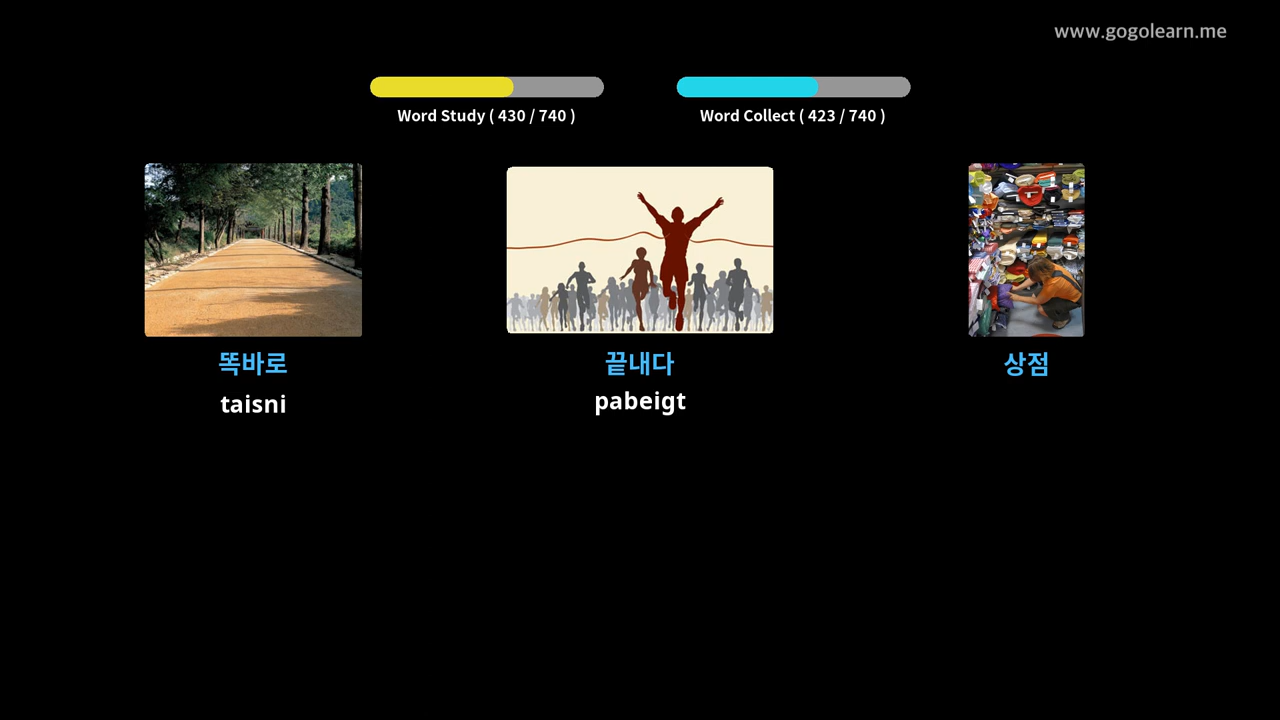 www.gogolearn.me
Word Study ( 430 / 740 )
Word Collect ( 423 / 740 )
똑바로
끝내다
상점
taisni
pabeigt